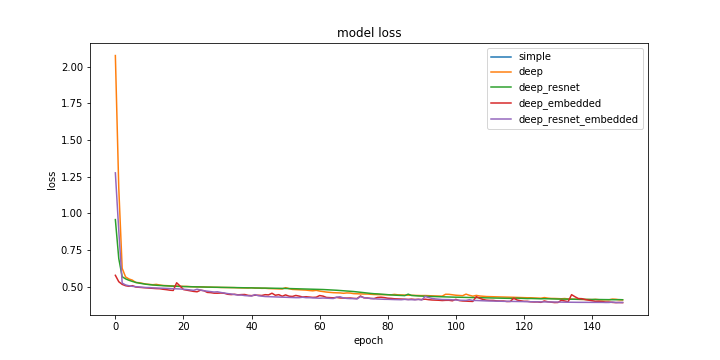 model loss
2.00
1.75
1.50
1.25
1.00
0.75
0.50
loss
simple
deep
deep_resnet
deep_embedded
deep_resnet_embedded
0 20 40 60 80 100 120 140
epoch